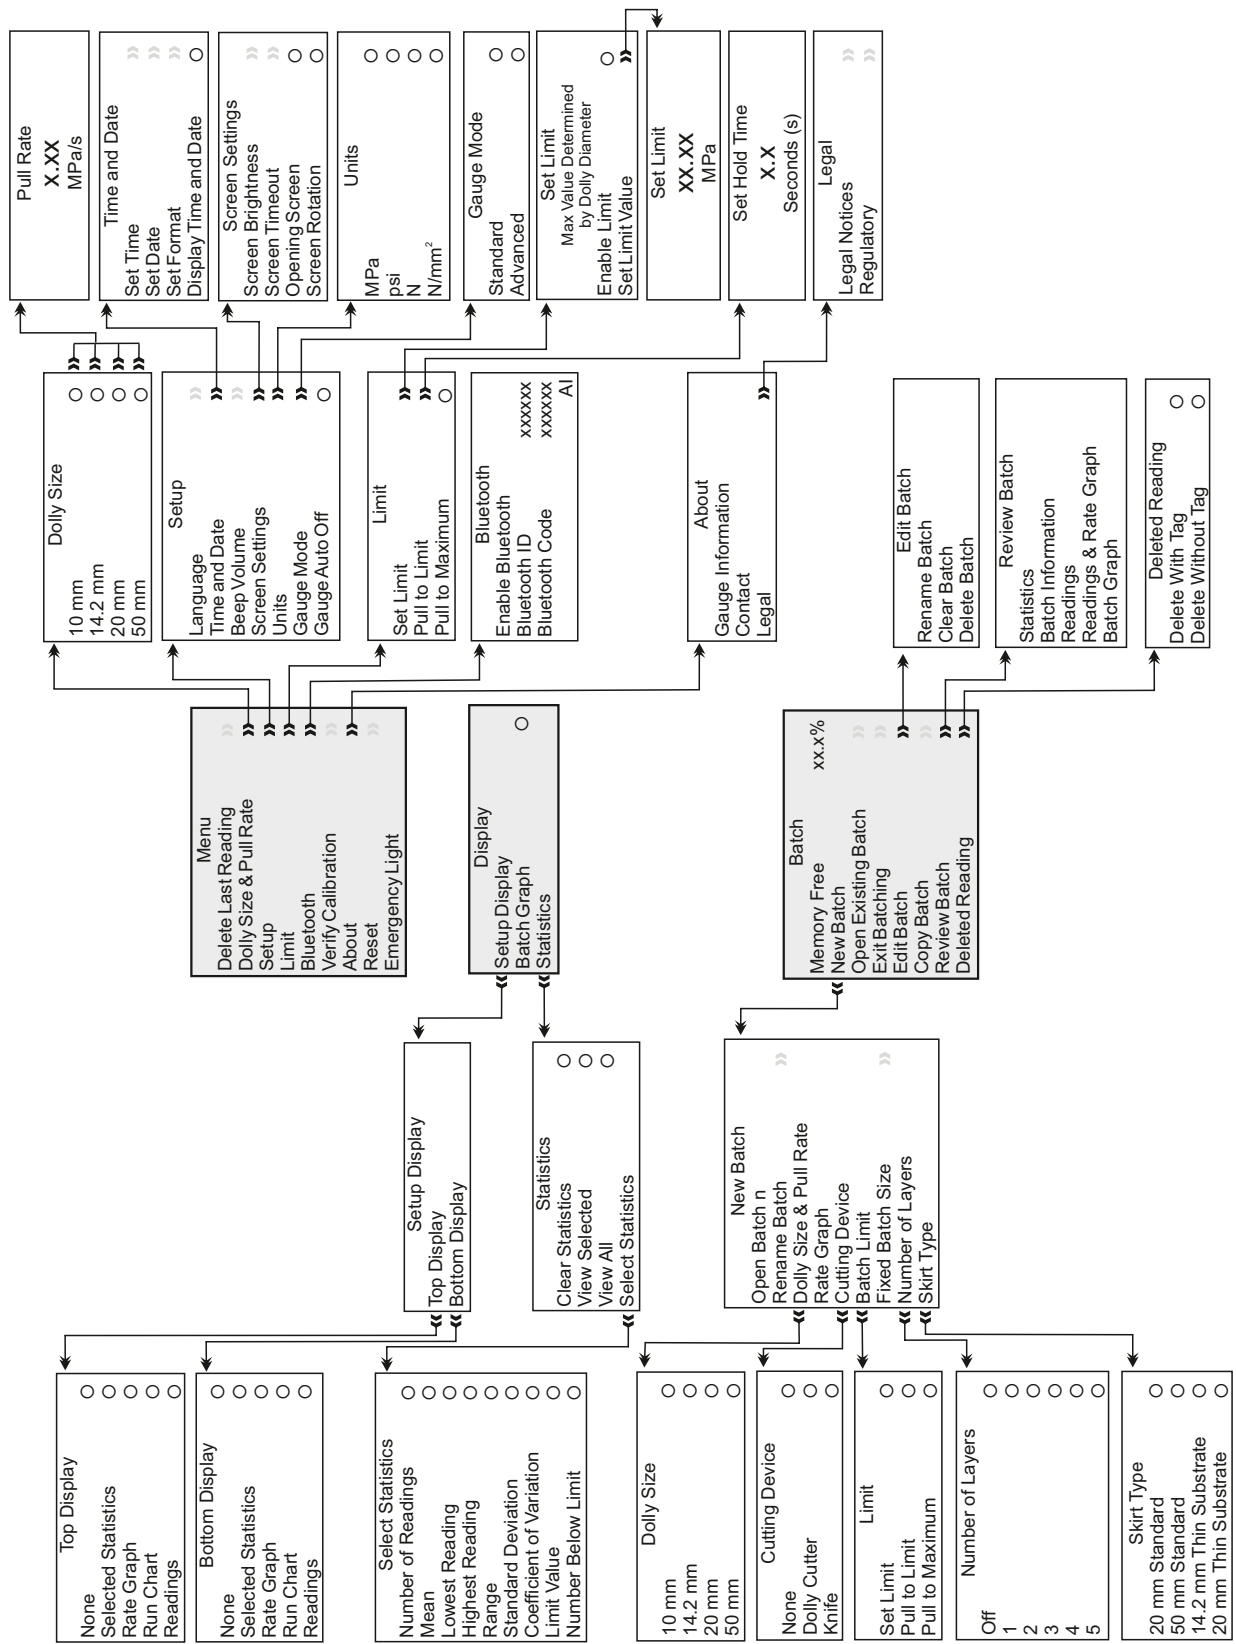 Pull Rate
X.XX
MPa/s
Time and Date
Set Time
Set Date
Set Format
Display Time and Date
Screen Settings
Screen Brightness
Screen Timeout
Opening Screen
Screen Rotation
Units
MPa
psi
N
N/mm²
Gauge Mode
Standard
Advanced
Set Limit
Max Value Determined
by Dolly Diameter
Enable Limit
Set Limit Value
Set Limit
XX.XX
MPa
Set Hold Time
X.X
Seconds (s)
Legal
Legal Notices
Regulatory
Dolly Size
10 mm
14.2 mm
20 mm
50 mm
Setup
Language
Time and Date
Beep Volume
Screen Settings
Units
Gauge Mode
Gauge Auto Off
Limit
Set Limit
Pull to Limit
Pull to Maximum
Bluetooth
Enable Bluetooth
Bluetooth ID xxxxxx
Bluetooth Code xxxxxx
AI
About
Gauge Information
Contact
Legal
Edit Batch
Rename Batch
Clear Batch
Delete Batch
Review Batch
Statistics
Batch Information
Readings
Readings & Rate Graph
Batch Graph
Deleted Reading
Delete With Tag
Delete Without Tag
Menu
Delete Last Reading
Dolly Size & Pull Rate
Setup
Limit
Bluetooth
Verify Calibration
About
Reset
Emergency Light
Display
Setup Display
Batch Graph
Statistics
Batch
Memory Free xx.x%
New Batch
Open Existing Batch
Exit Batching
Edit Batch
Copy Batch
Review Batch
Deleted Reading
Setup Display
Top Display
Bottom Display
Statistics
Clear Statistics
View Selected
View All
Select Statistics
New Batch
Open Batch n
Rename Batch
Dolly Size & Pull Rate
Rate Graph
Cutting Device
Batch Limit
Fixed Batch Size
Number of Layers
Skirt Type
Top Display
None
Selected Statistics
Rate Graph
Run Chart
Readings
Bottom Display
None
Selected Statistics
Rate Graph
Run Chart
Readings
Select Statistics
Number of Readings
Mean
Lowest Reading
Highest Reading
Range
Standard Deviation
Coefficient of Variation
Limit Value
Number Below Limit
Dolly Size
10 mm
14.2 mm
20 mm
50 mm
Cutting Device
None
Dolly Cutter
Knife
Limit
Set Limit
Pull to Limit
Pull to Maximum
Number of Layers
Off
1
2
3
4
5
Skirt Type
20 mm Standard
50 mm Standard
14.2 mm Thin Substrate
20 mm Thin Substrate